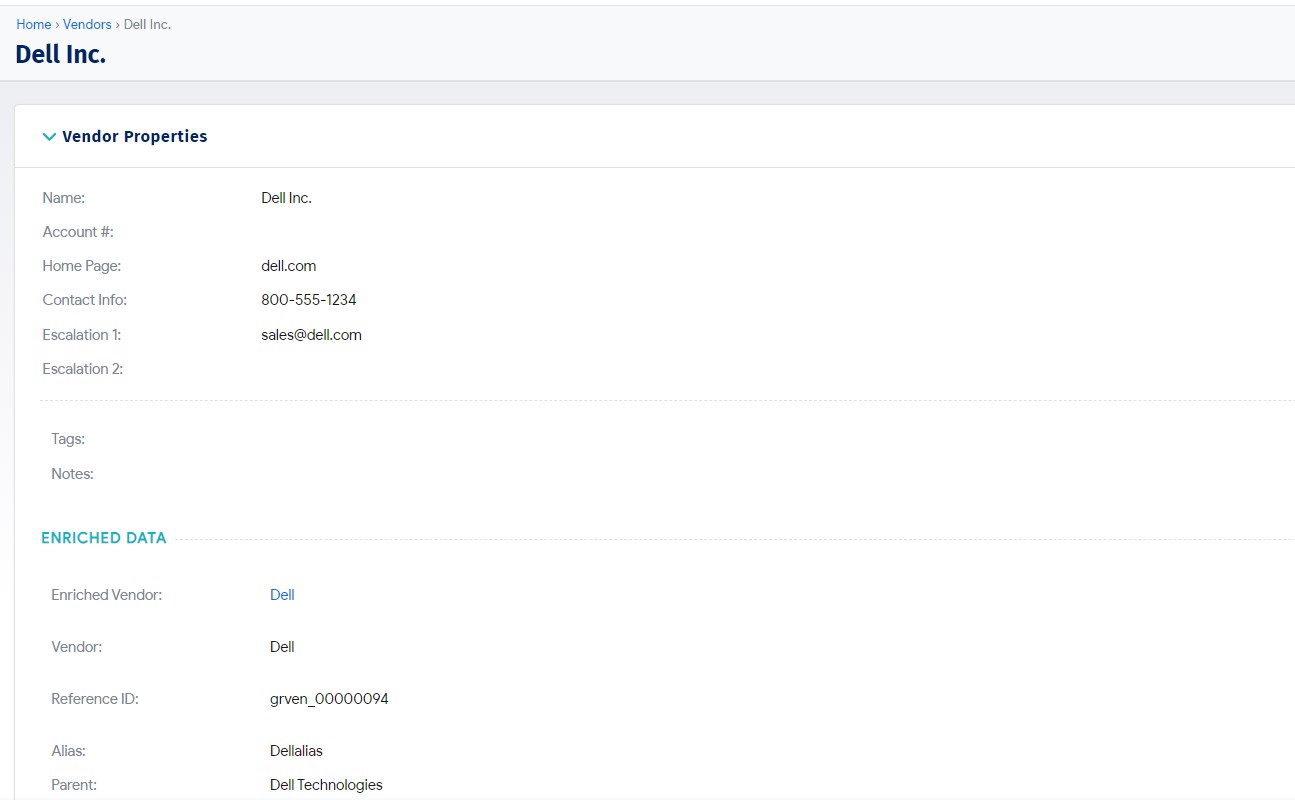 Home › Vendors › Dell Inc.
Dell Inc.
Vendor Properties
Name: Dell Inc.
Account #:
Home Page: dell.com
Contact Info: 800-555-1234
Escalation 1: sales@dell.com
Escalation 2:
Tags:
Notes:
ENRICHED DATA
Enriched Vendor: Dell
Vendor: Dell
Reference ID: grven_00000094
Alias: Dellalias
Parent: Dell Technologies